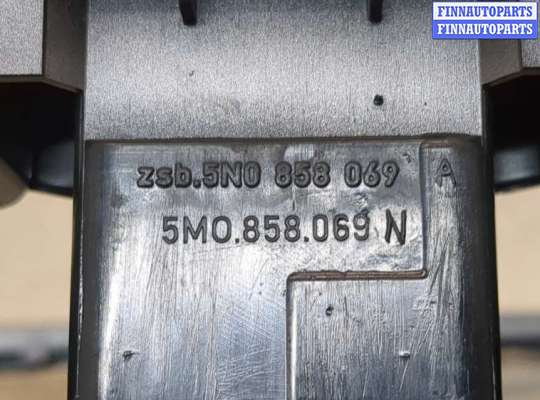 FINNAUTOPARTS
FINNAUTOPARTS
zsb.5N0 858 069 A
5M0.858.069 N